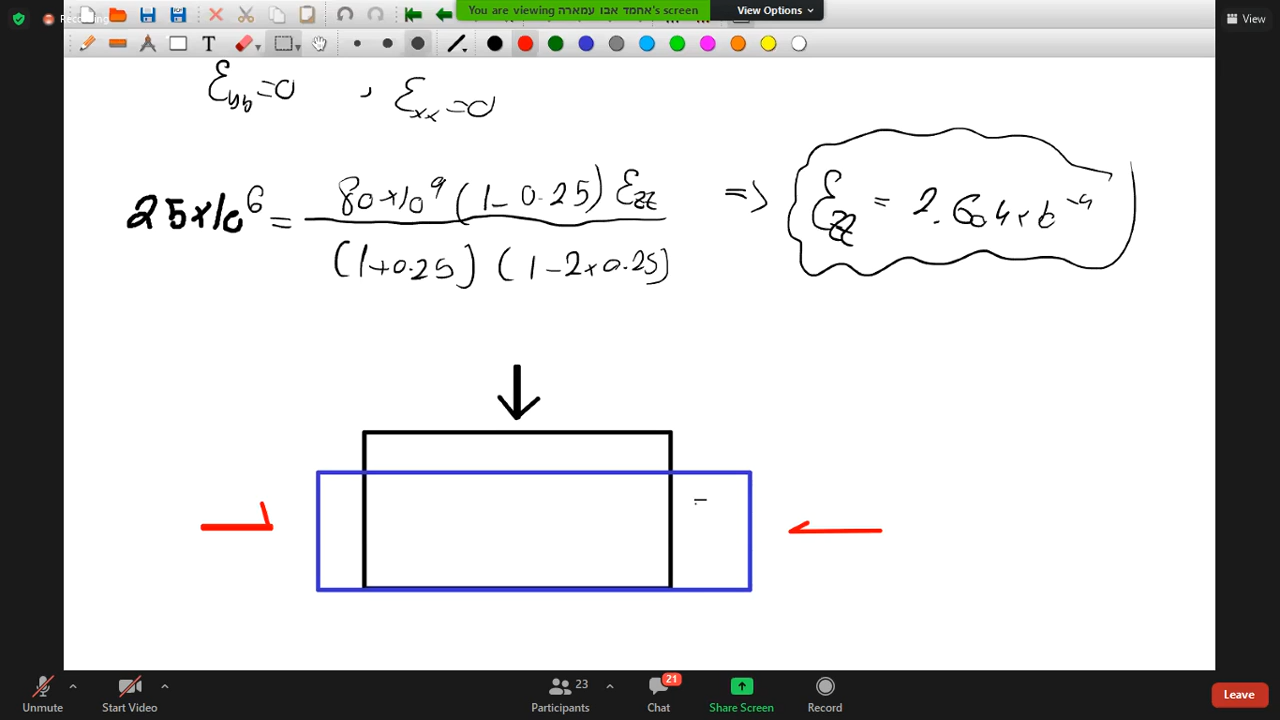 Recording
You are viewing אחמד אבו עמארה's screen
View Options
View
T
εyy=0 , εxx=0
25×10⁶ = 80×10⁹(1-0.25)εzz / (1+0.25)(1-2×0.25) => εzz = 2.604×10⁻⁴
Unmute
Start Video
23
Participants
21
Chat
Share Screen
Record
Leave